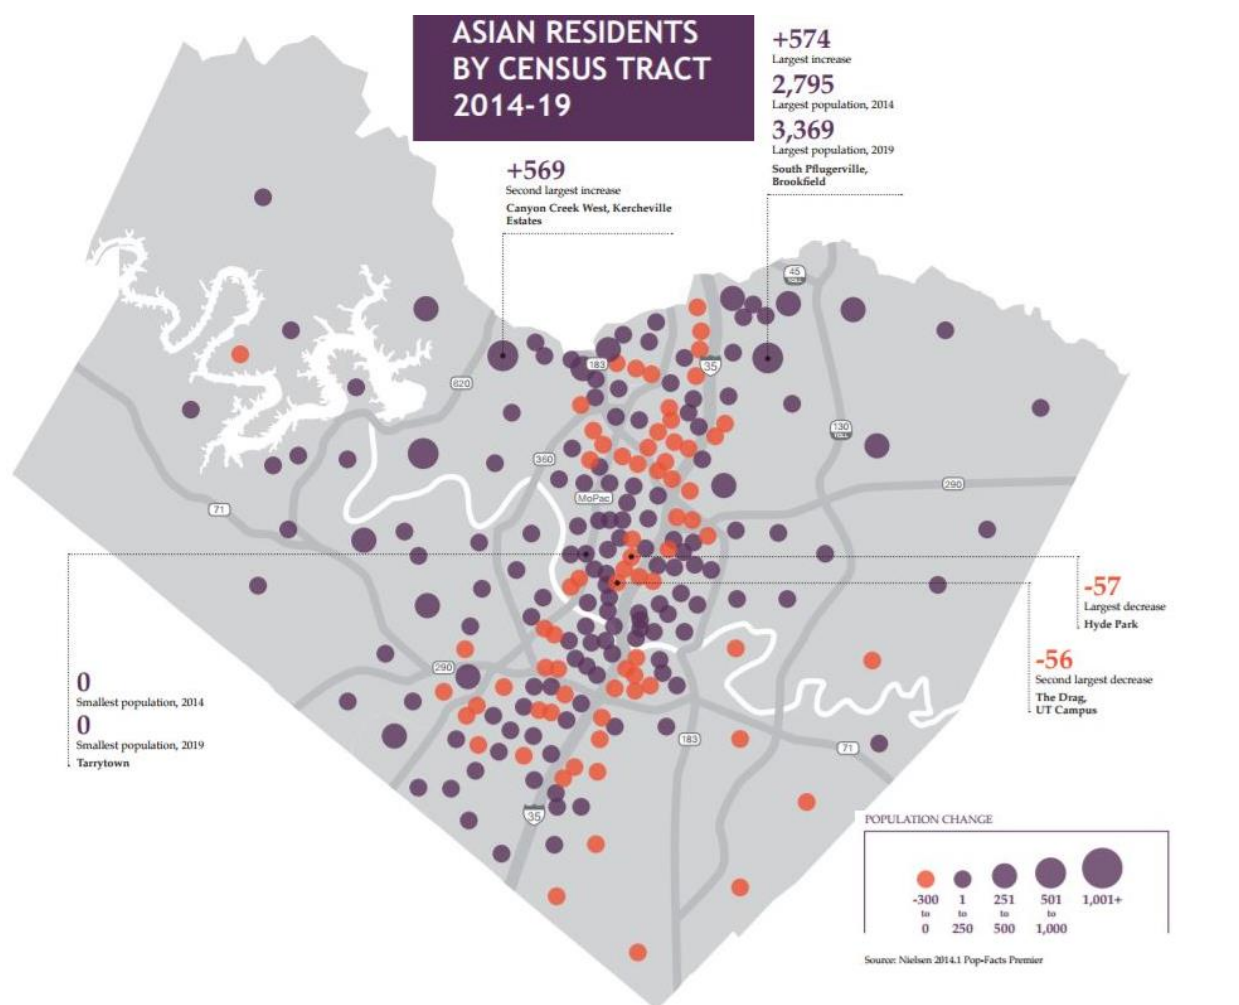 ASIAN RESIDENTS
BY CENSUS TRACT
2014-19
+574
Largest increase
2,795
Largest population, 2014
3,369
Largest population, 2019
South Pflugerville,
Brookfield
+569
Second largest increase
Canyon Creek West, Kercheville
Estates
45
TOLL
183
35
620
130
TOLL
360
290
MoPac
71
-57
Largest decrease
Hyde Park
-56
Second largest decrease
The Drag,
UT Campus
290
0
Smallest population, 2014
0
Smallest population, 2019
Tarrytown
183
71
35
POPULATION CHANGE
-300 1 251 501 1,001+
to to to to
0 250 500 1,000
Source: Nielsen 2014.1 Pop-Facts Premier